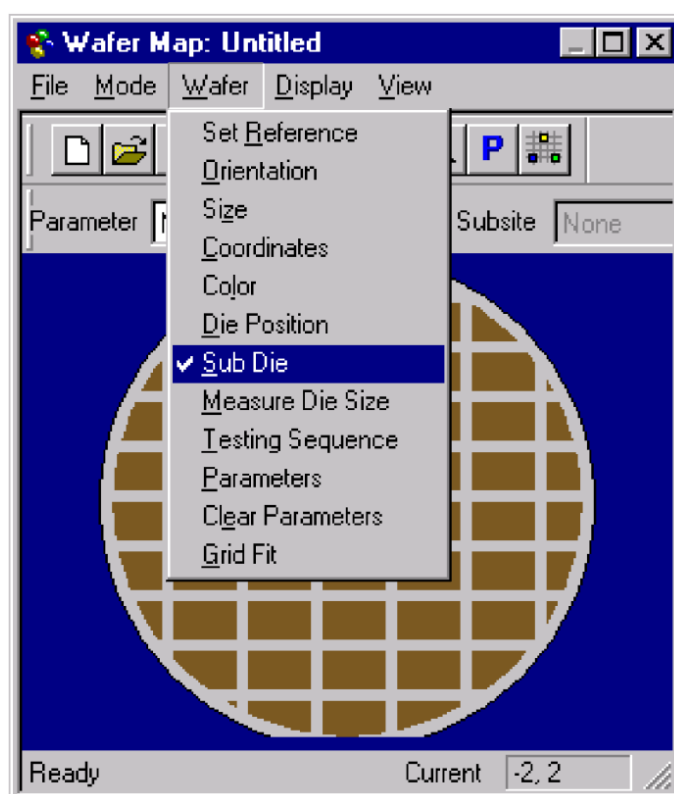 Wafer Map: Untitled
File Mode Wafer Display View
Set Reference
Orientation
Size
Coordinates
Color
Die Position
Sub Die
Measure Die Size
Testing Sequence
Parameters
Clear Parameters
Grid Fit
P
Parameter Subsite None
Ready Current -2, 2